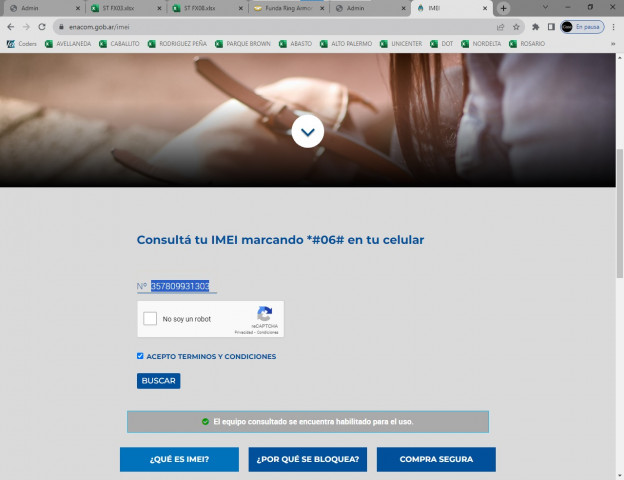 Admin
ST FX03.xlsx
ST FX08.xlsx
Funda Ring Armor
Admin
IMEI
enacom.gob.ar/imei
En pausa
Coders
AVELLANEDA
CABALLITO
RODRIGUEZ PEÑA
PARQUE BROWN
ABASTO
ALTO PALERMO
UNICENTER
DOT
NORDELTA
ROSARIO
Consultá tu IMEI marcando *#06# en tu celular
Nº 357809931303
No soy un robot
reCAPTCHA
Privacidad - Condiciones
ACEPTO TERMINOS Y CONDICIONES
BUSCAR
El equipo consultado se encuentra habilitado para el uso.
¿QUÉ ES IMEI?
¿POR QUÉ SE BLOQUEA?
COMPRA SEGURA